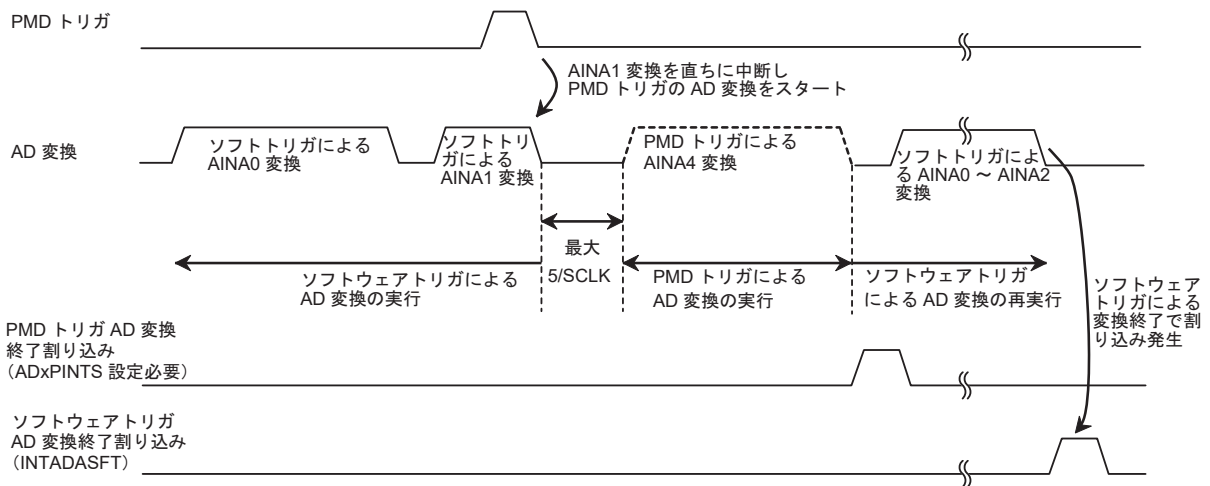 PMD トリガ
AINA1 変換を直ちに中断し
PMD トリガの AD 変換をスタート
AD 変換
ソフトトリガによる
AINA0 変換
ソフトトリ
ガによる
AINA1 変換
PMD トリガによる
AINA4 変換
ソフトトリガによ
る AINA0 ～ AINA2
変換
最大
5/SCLK
ソフトウェアトリガによる
AD 変換の実行
PMD トリガによる
AD 変換の実行
ソフトウェアトリガ
による AD 変換の再実行
ソフトウェア
トリガによる
変換終了で割
り込み発生
PMD トリガ AD 変換
終了割り込み
（ADxPINTS 設定必要）
ソフトウェアトリガ
AD 変換終了割り込み
（INTADASFT）